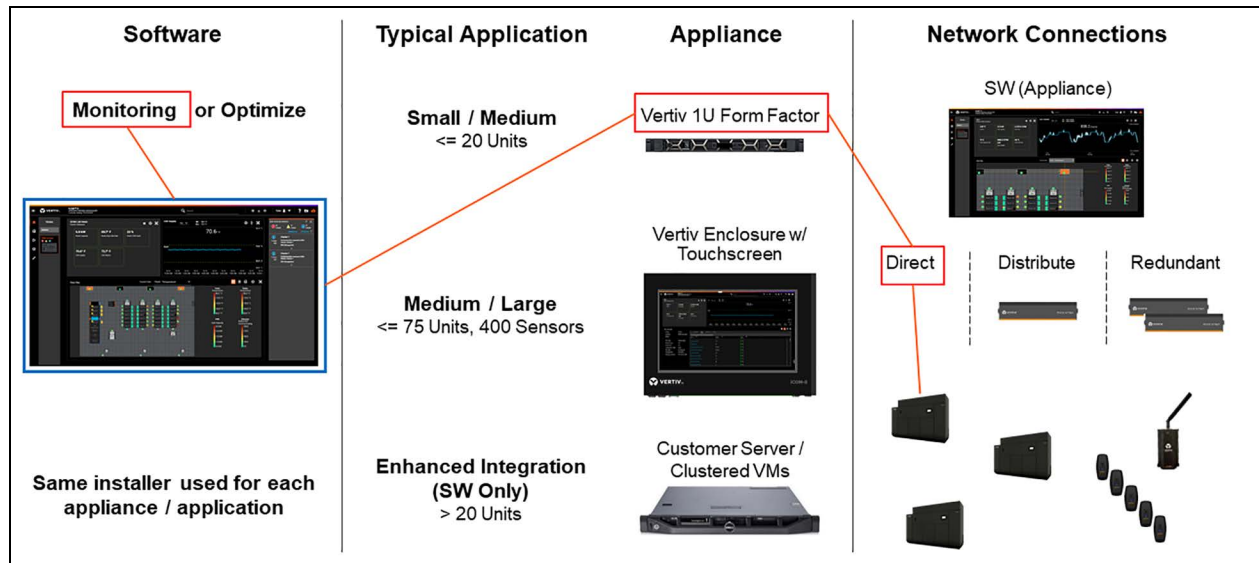 Software
Typical Application
Appliance
Network Connections
Monitoring or Optimize
Same installer used for each
appliance / application
Small / Medium
<= 20 Units
Medium / Large
<= 75 Units, 400 Sensors
Enhanced Integration
(SW Only)
> 20 Units
Vertiv 1U Form Factor
Vertiv Enclosure w/
Touchscreen
VERTIV.
Customer Server /
Clustered VMs
SW (Appliance)
Direct
Distribute
Redundant